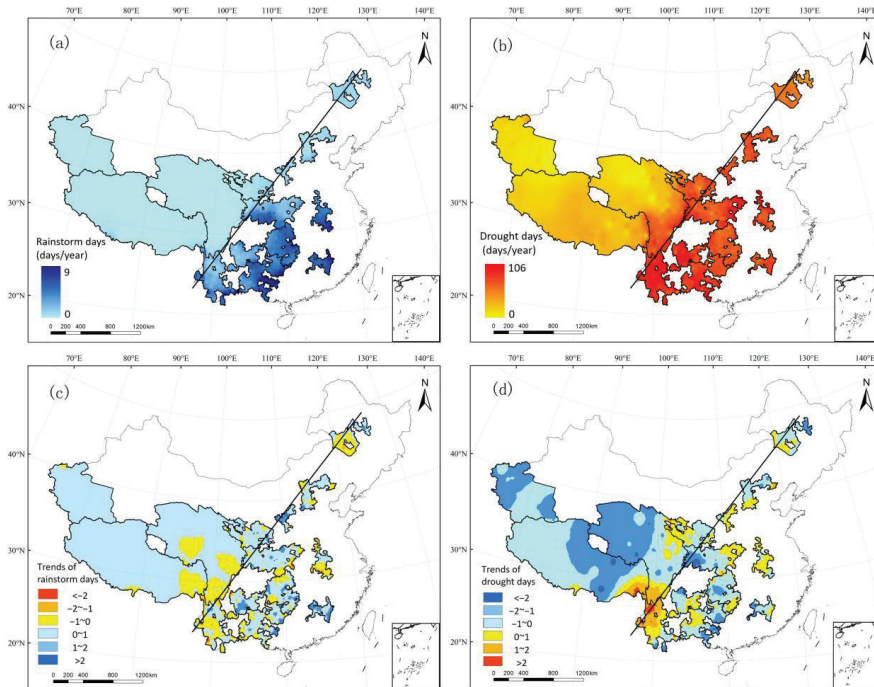 70°E 80°E 90°E 100°E 110°E 120°E 130°E 140°E
(a)
N
40°N
30°N
20°N
Rainstorm days
(days/year)
9
0
0 200 400 800 1200km
70°E 80°E 90°E 100°E 110°E 120°E 130°E 140°E
(b)
N
40°N
30°N
20°N
Drought days
(days/year)
106
0
0 200 400 800 1200km
70°E 80°E 90°E 100°E 110°E 120°E 130°E 140°E
(c)
N
40°N
30°N
20°N
Trends of
rainstorm days
<-2
-2~-1
-1~0
0~1
1~2
>2
0 200 400 800 1200km
70°E 80°E 90°E 100°E 110°E 120°E 130°E 140°E
(d)
N
40°N
30°N
20°N
Trends of
drought days
<-2
-2~-1
-1~0
0~1
1~2
>2
0 200 400 800 1200km